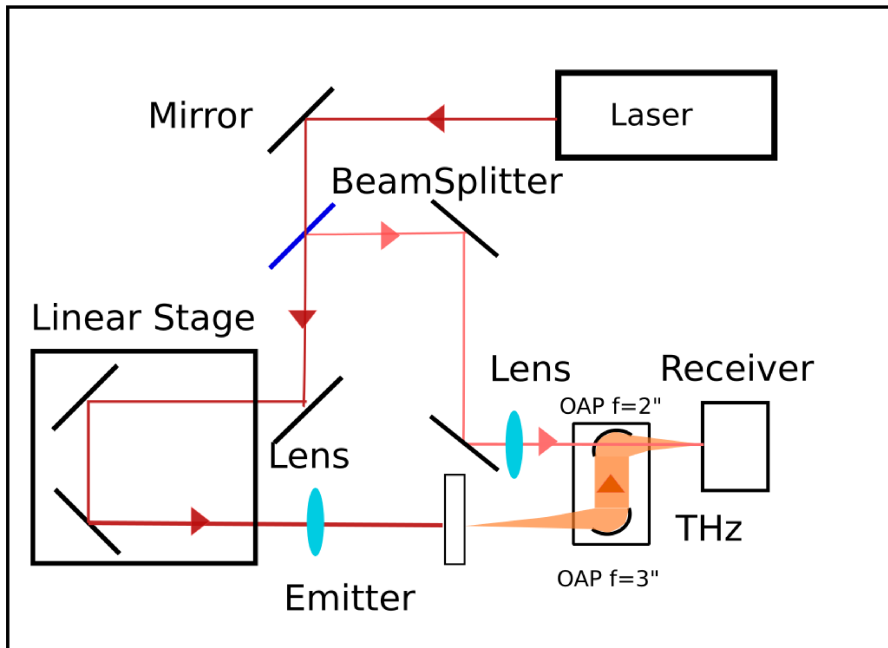 Laser
Mirror
BeamSplitter
Linear Stage
Lens
Receiver
OAP f=2"
Lens
THz
OAP f=3"
Emitter